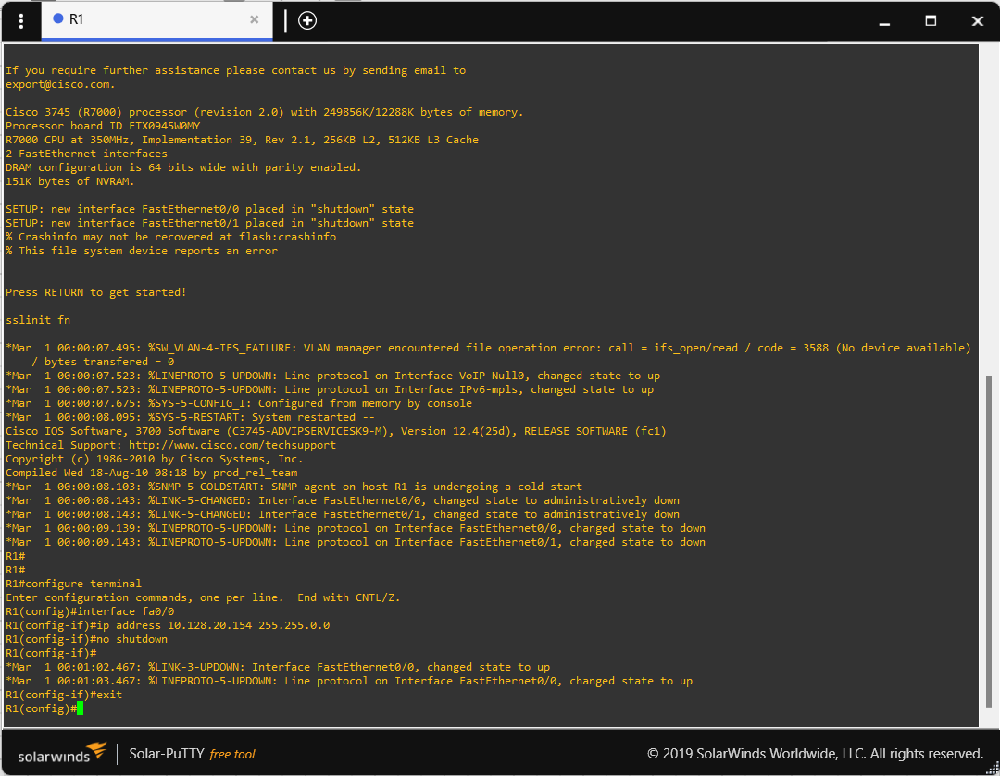 R1
If you require further assistance please contact us by sending email to
export@cisco.com.
Cisco 3745 (R7000) processor (revision 2.0) with 249856K/12288K bytes of memory.
Processor board ID FTX0945W0MY
R7000 CPU at 350MHz, Implementation 39, Rev 2.1, 256KB L2, 512KB L3 Cache
2 FastEthernet interfaces
DRAM configuration is 64 bits wide with parity enabled.
151K bytes of NVRAM.
SETUP: new interface FastEthernet0/0 placed in "shutdown" state
SETUP: new interface FastEthernet0/1 placed in "shutdown" state
% Crashinfo may not be recovered at flash:crashinfo
% This file system device reports an error
Press RETURN to get started!
sslinit fn
*Mar  1 00:00:07.495: %SW_VLAN-4-IFS_FAILURE: VLAN manager encountered file operation error: call = ifs_open/read / code = 3588 (No device available)
/ bytes transfered = 0
*Mar  1 00:00:07.523: %LINEPROTO-5-UPDOWN: Line protocol on Interface VoIP-Null0, changed state to up
*Mar  1 00:00:07.523: %LINEPROTO-5-UPDOWN: Line protocol on Interface IPv6-mpls, changed state to up
*Mar  1 00:00:07.675: %SYS-5-CONFIG_I: Configured from memory by console
*Mar  1 00:00:08.095: %SYS-5-RESTART: System restarted --
Cisco IOS Software, 3700 Software (C3745-ADVIPSERVICESK9-M), Version 12.4(25d), RELEASE SOFTWARE (fc1)
Technical Support: http://www.cisco.com/techsupport
Copyright (c) 1986-2010 by Cisco Systems, Inc.
Compiled Wed 18-Aug-10 08:18 by prod_rel_team
*Mar  1 00:00:08.103: %SNMP-5-COLDSTART: SNMP agent on host R1 is undergoing a cold start
*Mar  1 00:00:08.143: %LINK-5-CHANGED: Interface FastEthernet0/0, changed state to administratively down
*Mar  1 00:00:08.143: %LINK-5-CHANGED: Interface FastEthernet0/1, changed state to administratively down
*Mar  1 00:00:09.139: %LINEPROTO-5-UPDOWN: Line protocol on Interface FastEthernet0/0, changed state to down
*Mar  1 00:00:09.143: %LINEPROTO-5-UPDOWN: Line protocol on Interface FastEthernet0/1, changed state to down
R1#
R1#
R1#configure terminal
Enter configuration commands, one per line.  End with CNTL/Z.
R1(config)#interface fa0/0
R1(config-if)#ip address 10.128.20.154 255.255.0.0
R1(config-if)#no shutdown
R1(config-if)#
*Mar  1 00:01:02.467: %LINK-3-UPDOWN: Interface FastEthernet0/0, changed state to up
*Mar  1 00:01:03.467: %LINEPROTO-5-UPDOWN: Line protocol on Interface FastEthernet0/0, changed state to up
R1(config-if)#exit
R1(config)#
solarwinds Solar-PuTTY free tool © 2019 SolarWinds Worldwide, LLC. All rights reserved.